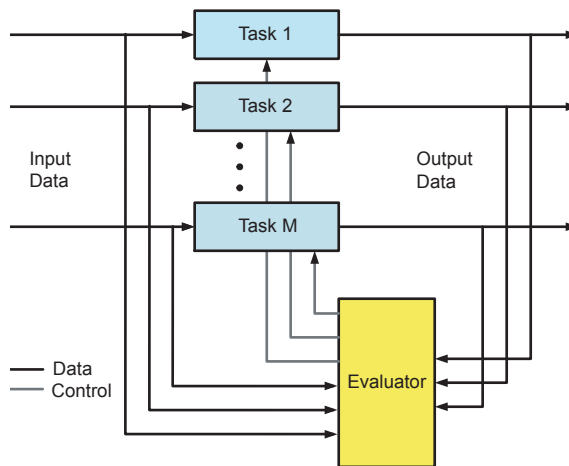 Task 1
Task 2
Input
Data
Output
Data
Task M
Evaluator
Data
Control